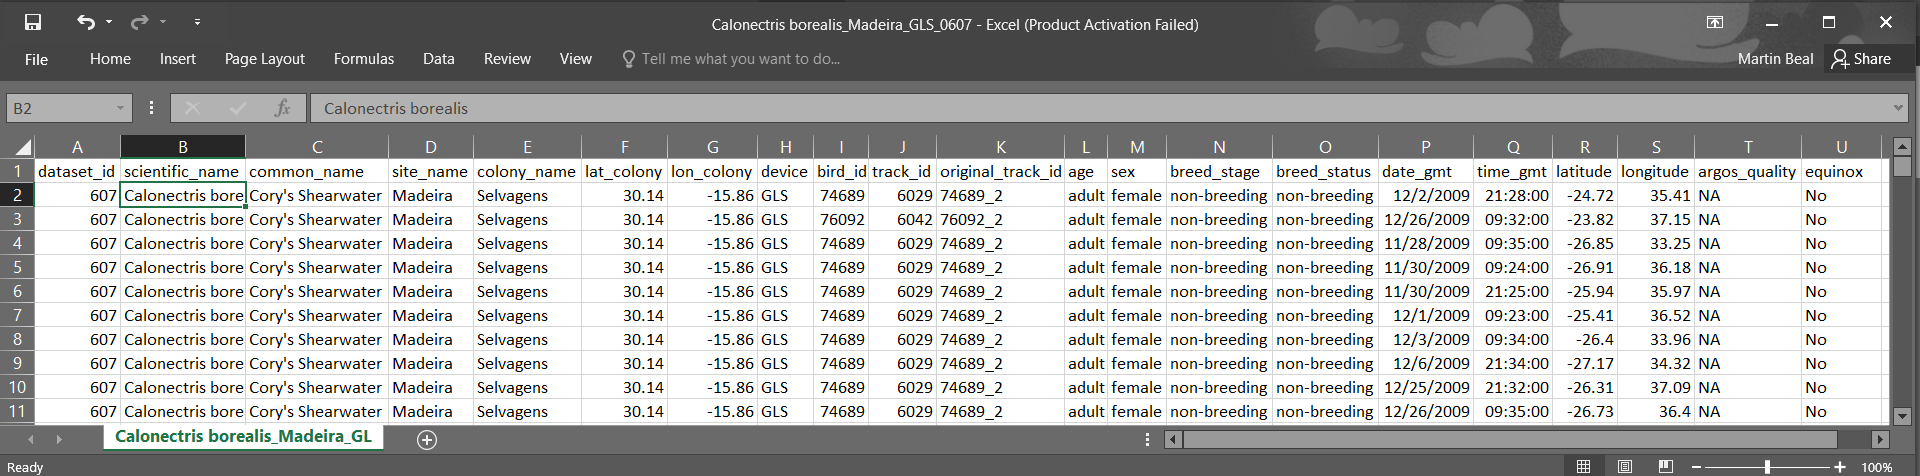 Calonectris borealis_Madeira_GLS_0607 - Excel (Product Activation Failed)
File Home Insert Page Layout Formulas Data Review View Tell me what you want to do... Martin Beal Share
B2 fx Calonectris borealis
A B C D E F G H I J K L M N O P Q R S T U
1 dataset_id scientific_name common_name site_name colony_name lat_colony lon_colony device bird_id track_id original_track_id age sex breed_stage breed_status date_gmt time_gmt latitude longitude argos_quality equinox
2 607 Calonectris bore Cory's Shearwater Madeira Selvagens 30.14 -15.86 GLS 74689 6029 74689_2 adult female non-breeding non-breeding 12/2/2009 21:28:00 -24.72 35.41 NA No
3 607 Calonectris bore Cory's Shearwater Madeira Selvagens 30.14 -15.86 GLS 76092 6042 76092_2 adult female non-breeding non-breeding 12/26/2009 09:32:00 -23.82 37.15 NA No
4 607 Calonectris bore Cory's Shearwater Madeira Selvagens 30.14 -15.86 GLS 74689 6029 74689_2 adult female non-breeding non-breeding 11/28/2009 09:35:00 -26.85 33.25 NA No
5 607 Calonectris bore Cory's Shearwater Madeira Selvagens 30.14 -15.86 GLS 74689 6029 74689_2 adult female non-breeding non-breeding 11/30/2009 09:24:00 -26.91 36.18 NA No
6 607 Calonectris bore Cory's Shearwater Madeira Selvagens 30.14 -15.86 GLS 74689 6029 74689_2 adult female non-breeding non-breeding 11/30/2009 21:25:00 -25.94 35.97 NA No
7 607 Calonectris bore Cory's Shearwater Madeira Selvagens 30.14 -15.86 GLS 74689 6029 74689_2 adult female non-breeding non-breeding 12/1/2009 09:23:00 -25.41 36.52 NA No
8 607 Calonectris bore Cory's Shearwater Madeira Selvagens 30.14 -15.86 GLS 74689 6029 74689_2 adult female non-breeding non-breeding 12/3/2009 09:34:00 -26.4 33.96 NA No
9 607 Calonectris bore Cory's Shearwater Madeira Selvagens 30.14 -15.86 GLS 74689 6029 74689_2 adult female non-breeding non-breeding 12/6/2009 21:34:00 -27.17 34.32 NA No
10 607 Calonectris bore Cory's Shearwater Madeira Selvagens 30.14 -15.86 GLS 74689 6029 74689_2 adult female non-breeding non-breeding 12/25/2009 21:32:00 -26.31 37.09 NA No
11 607 Calonectris bore Cory's Shearwater Madeira Selvagens 30.14 -15.86 GLS 74689 6029 74689_2 adult female non-breeding non-breeding 12/26/2009 09:35:00 -26.73 36.4 NA No
Calonectris borealis_Madeira_GL
Ready 100%